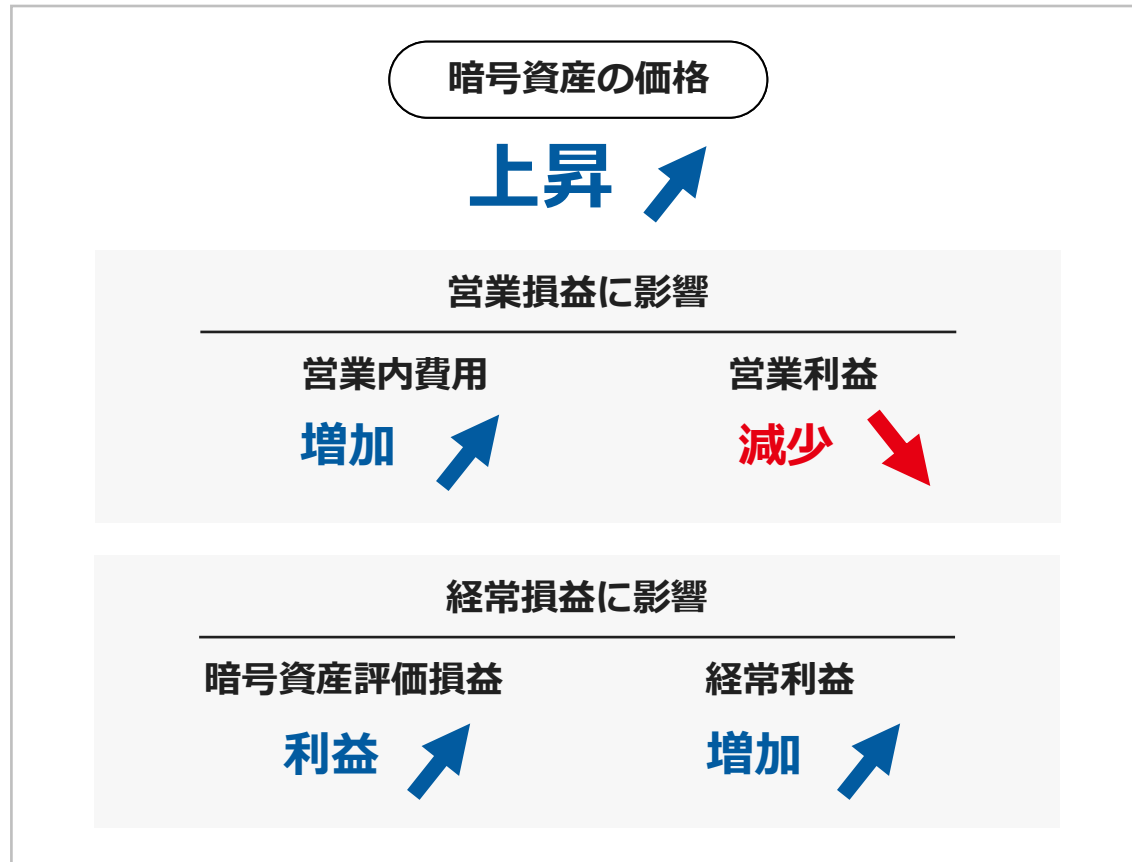 暗号資産の価格
上昇
営業損益に影響
営業内費用 営業利益
増加 減少
経常損益に影響
暗号資産評価損益 経常利益
利益 増加